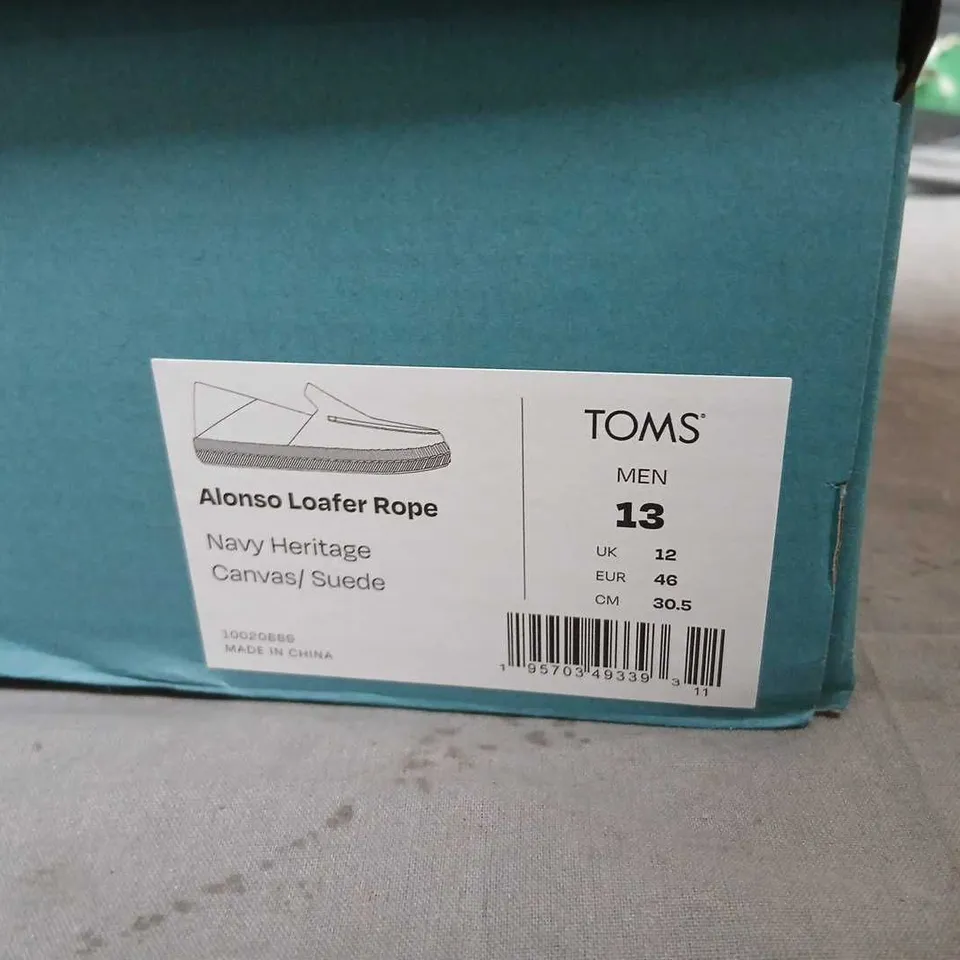 Alonso Loafer Rope
Navy Heritage
Canvas/ Suede
MADE IN CHINA
TOMS®
MEN
13
UK 12
EUR 46
CM 30.5
1 95703 49339 3 11